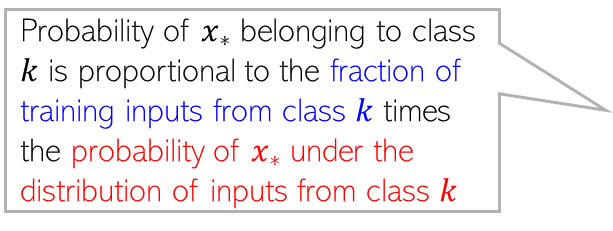 Probability of 𝒙∗ belonging to class
𝒌 is proportional to the fraction of
training inputs from class 𝒌 times
the probability of 𝒙∗ under the
distribution of inputs from class 𝒌